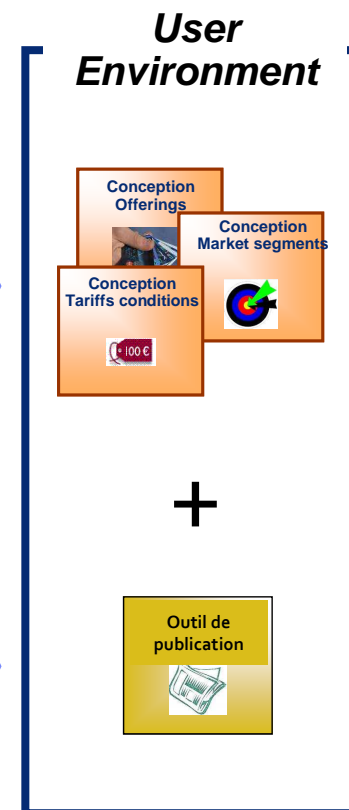 User
Environment
Conception
Offerings
Conception
Market segments
Conception
Tariffs conditions
100 €
+
Outil de
publication